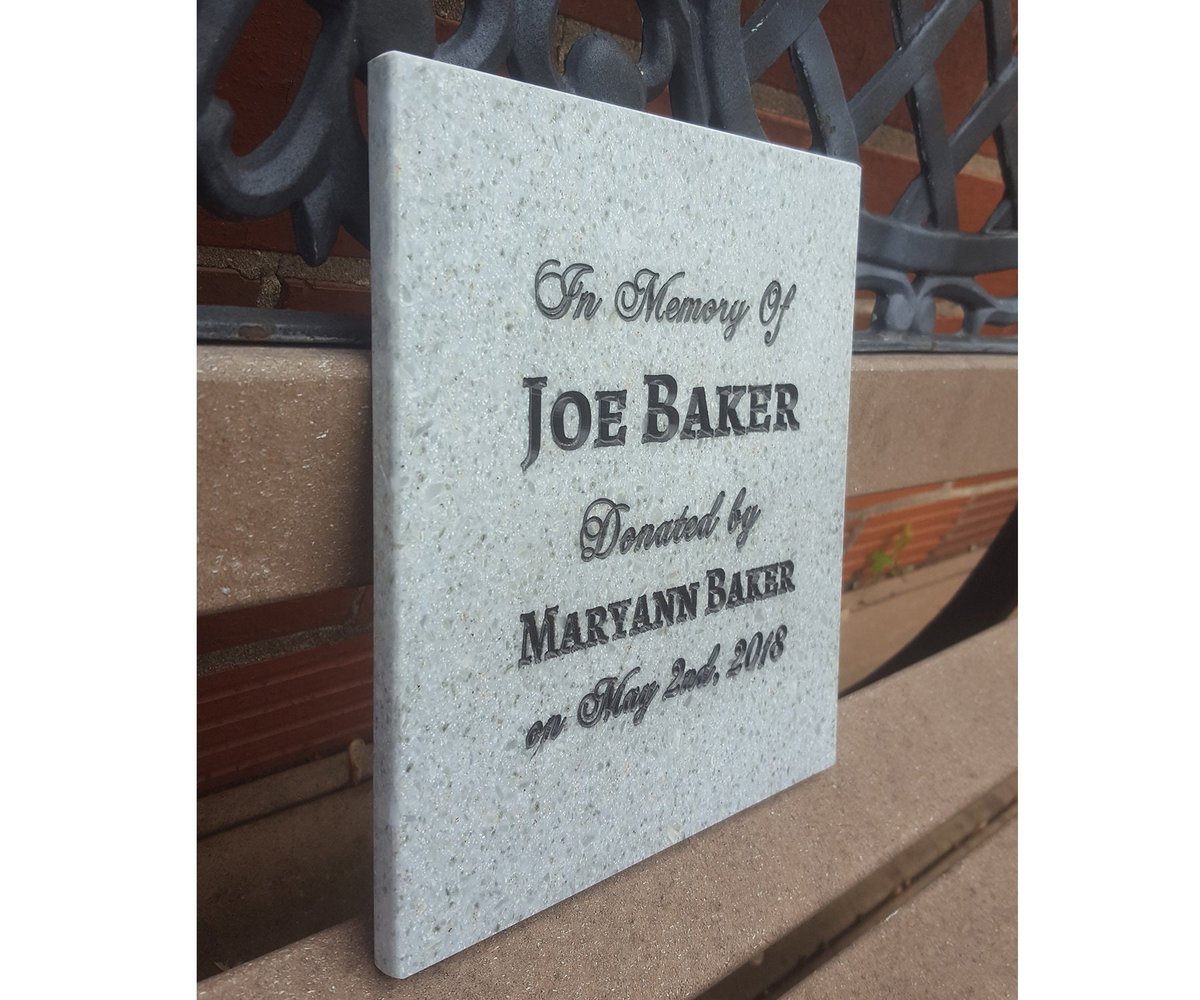 In Memory Of
JOE BAKER
Donated by
MARYANN BAKER
on May 2nd, 2018